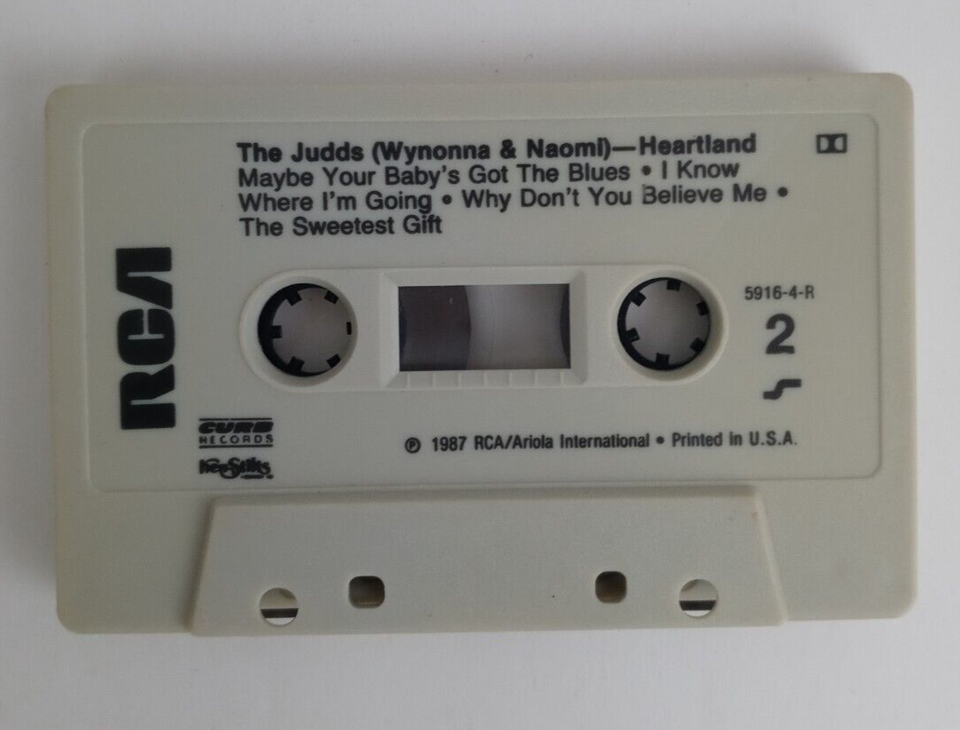 The Judds (Wynonna & Naomi)—Heartland
Maybe Your Baby's Got The Blues • I Know
Where I'm Going • Why Don't You Believe Me •
The Sweetest Gift
RCA
5916-4-R
2
CURB
RECORDS
℗ 1987 RCA/Ariola International • Printed in U.S.A.